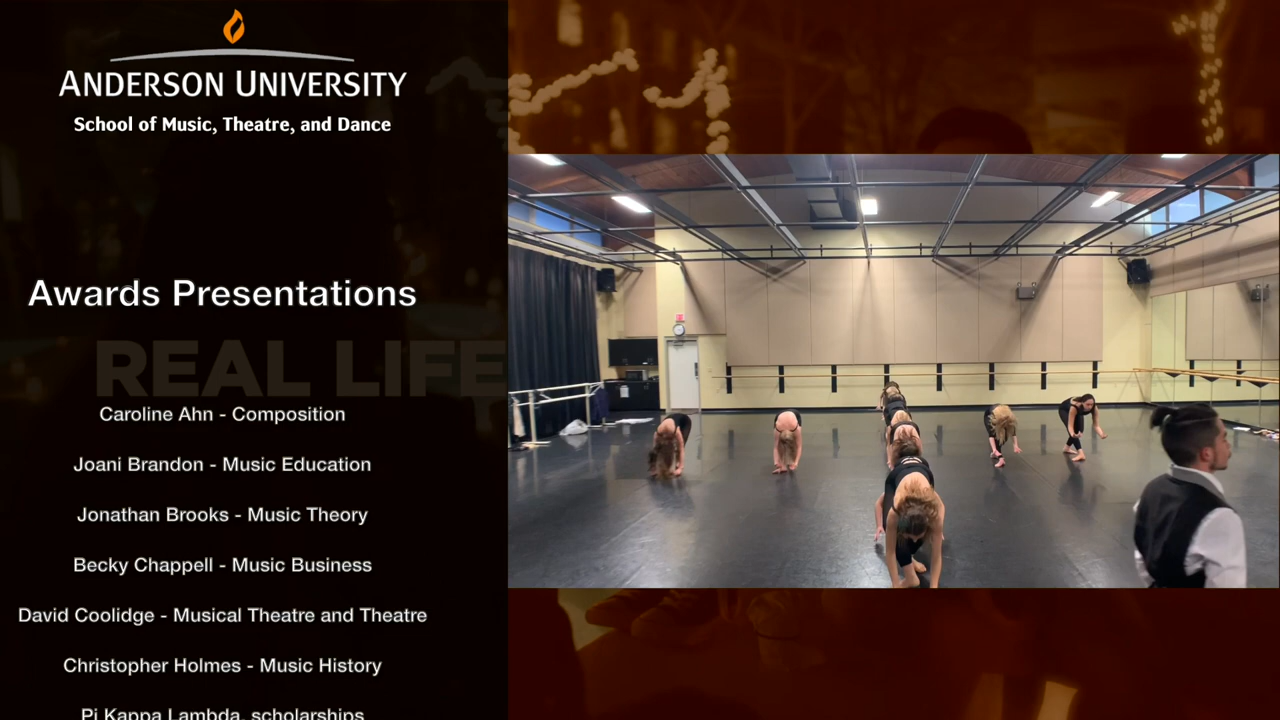 ANDERSON UNIVERSITY
School of Music, Theatre, and Dance
Awards Presentations
REAL LIFE
Caroline Ahn - Composition
Joani Brandon - Music Education
Jonathan Brooks - Music Theory
Becky Chappell - Music Business
David Coolidge - Musical Theatre and Theatre
Christopher Holmes - Music History
Pi Kappa Lambda, scholarships